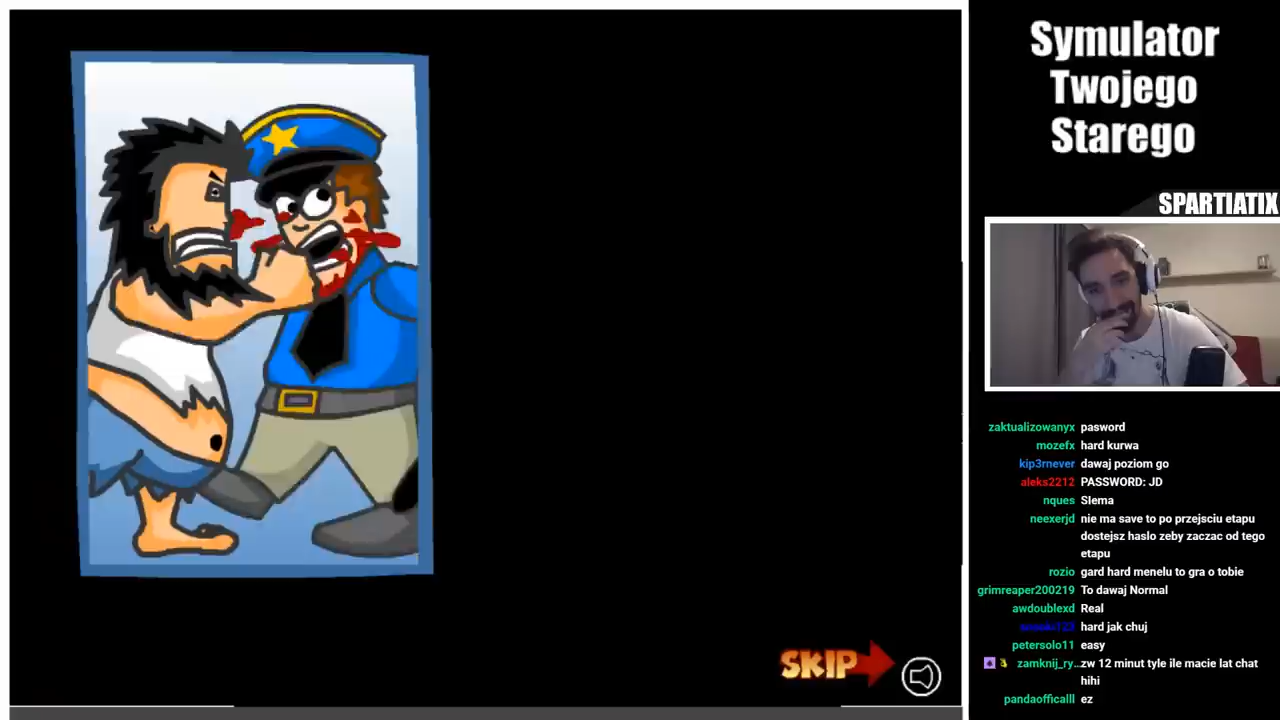 Symulator
Twojego
Starego
SPARTIATIX
zaktualizowanyx pasword
mozefx hard kurwa
kip3rnever dawaj poziom go
aleks2212 PASSWORD: JD
nques Slema
neexerjd nie ma save to po przejsciu etapu
dostejsz haslo zeby zaczac od tego
etapu
rozio gard hard menelu to gra o tobie
grimreaper200219 To dawaj Normal
awdoublexd Real
hard jak chuj
petersolo11 easy
zamknij_ry... zw 12 minut tyle ile macie lat chat
hihi
pandaofficalll ez
SKIP